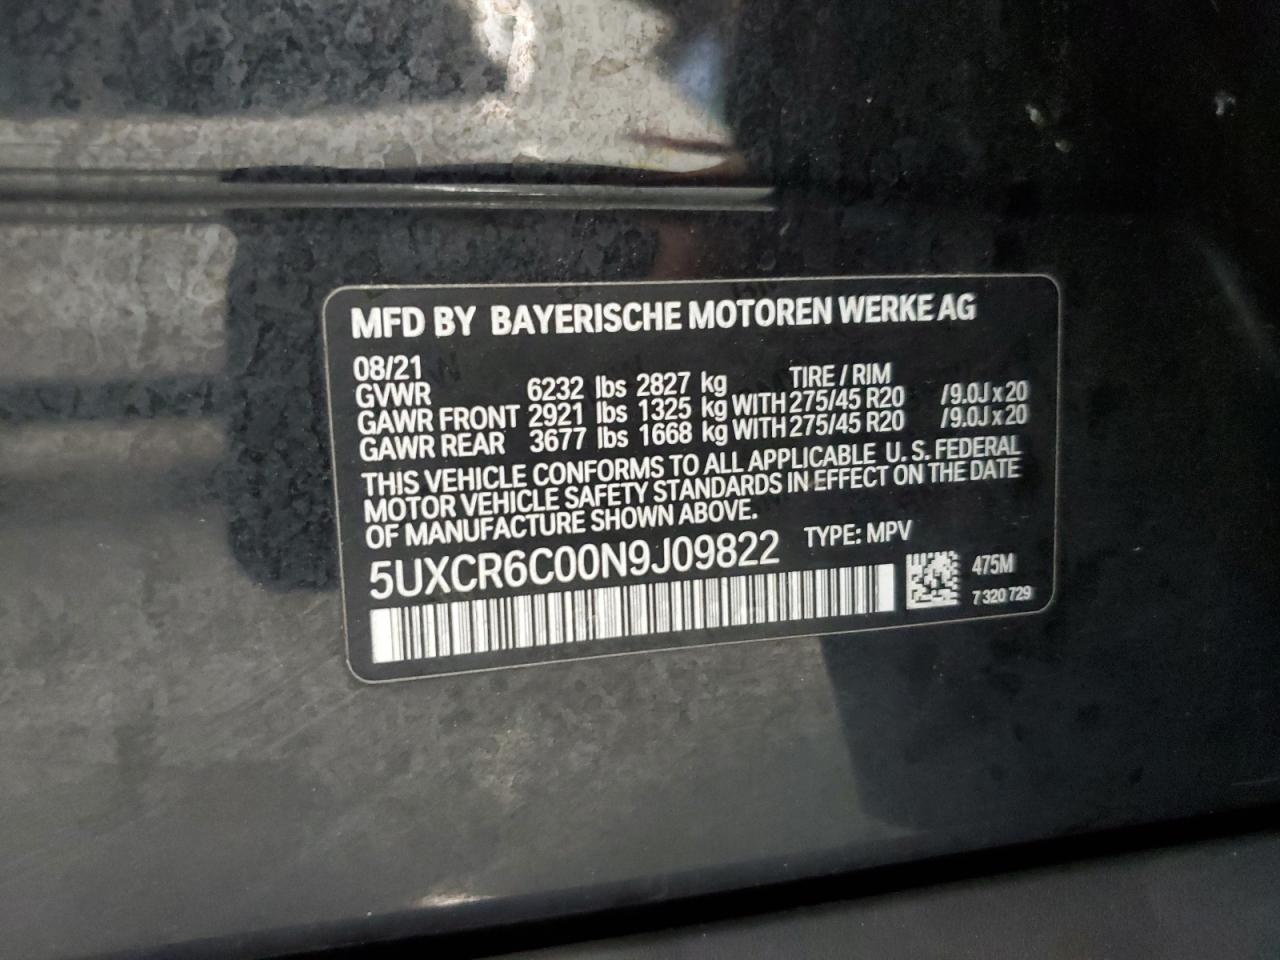 MFD BY BAYERISCHE MOTOREN WERKE AG
08/21 TIRE / RIM
GVWR 6232 lbs 2827 kg
GAWR FRONT 2921 lbs 1325 kg WITH 275/45 R20 /9.0J x 20
GAWR REAR 3677 lbs 1668 kg WITH 275/45 R20 /9.0J x 20
THIS VEHICLE CONFORMS TO ALL APPLICABLE U. S. FEDERAL
MOTOR VEHICLE SAFETY STANDARDS IN EFFECT ON THE DATE
OF MANUFACTURE SHOWN ABOVE.
5UXCR6C00N9J09822 TYPE: MPV
475M
7 320 729